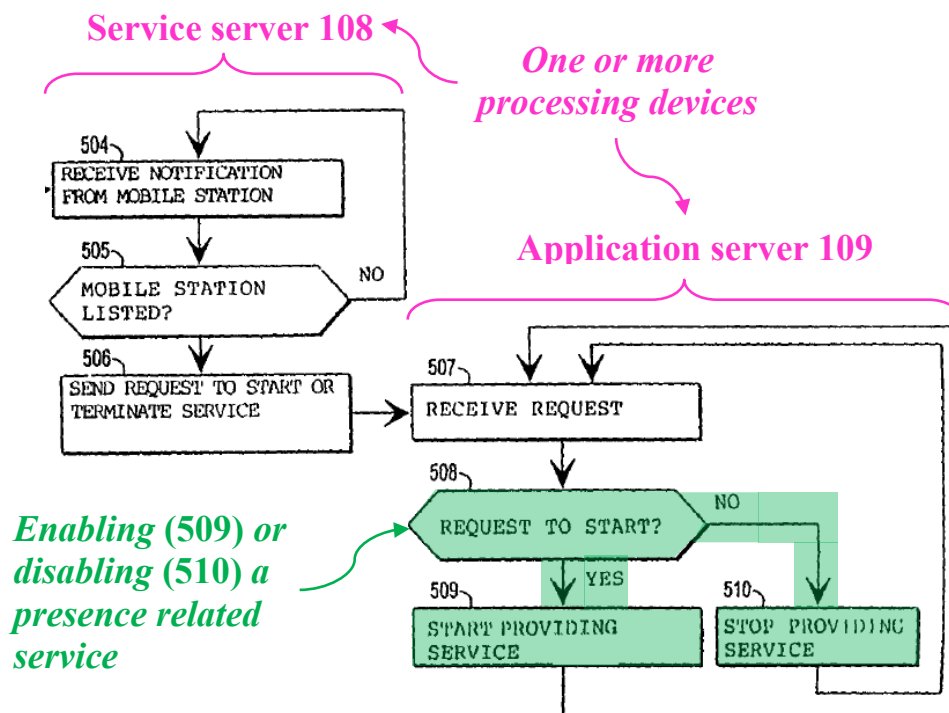 Service server 108
One or more
processing devices
504
RECEIVE NOTIFICATION
FROM MOBILE STATION
505
MOBILE STATION
LISTED?
NO
Application server 109
506
SEND REQUEST TO START OR
TERMINATE SERVICE
507
RECEIVE REQUEST
508
REQUEST TO START?
NO
YES
Enabling (509) or
disabling (510) a
presence related
service
509
START PROVIDING
SERVICE
510
STOP PROVIDING
SERVICE